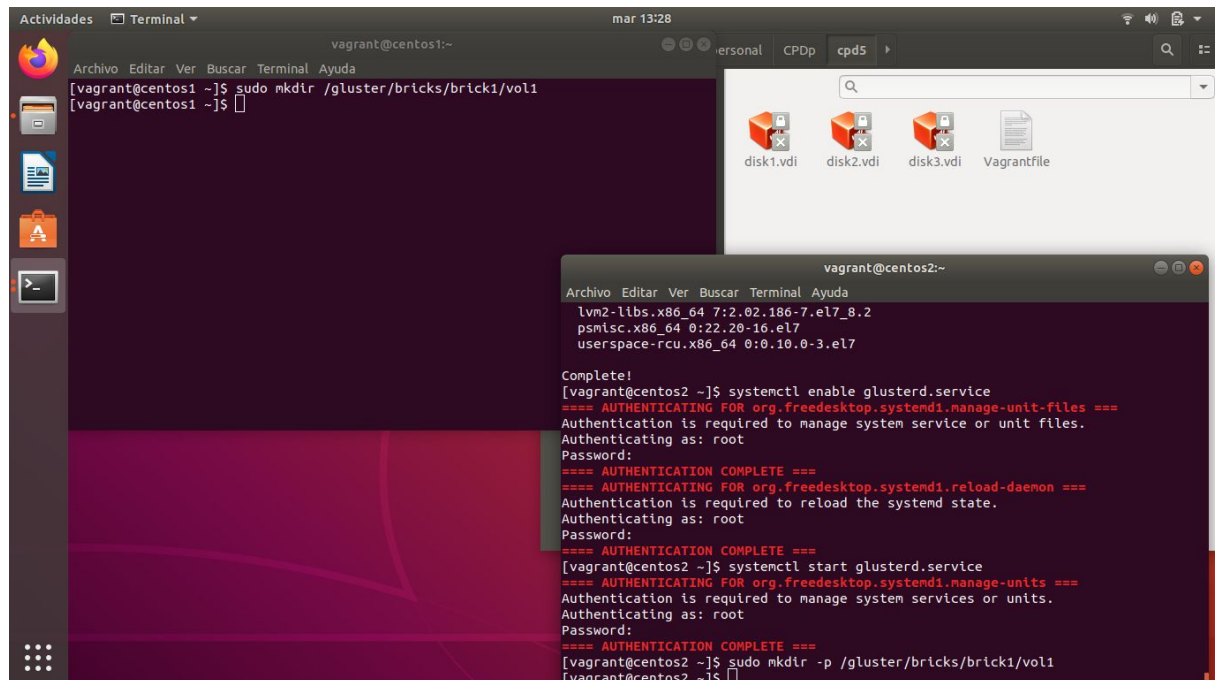 Actividades Terminal mar 13:28
vagrant@centos1:~
Archivo Editar Ver Buscar Terminal Ayuda
[vagrant@centos1 ~]$ sudo mkdir /gluster/bricks/brick1/vol1
[vagrant@centos1 ~]$
ersonal CPDp cpd5
disk1.vdi disk2.vdi disk3.vdi Vagrantfile
vagrant@centos2:~
Archivo Editar Ver Buscar Terminal Ayuda
lvm2-libs.x86_64 7:2.02.186-7.el7_8.2
psmisc.x86_64 0:22.20-16.el7
userspace-rcu.x86_64 0:0.10.0-3.el7
Complete!
[vagrant@centos2 ~]$ systemctl enable glusterd.service
==== AUTHENTICATING FOR org.freedesktop.systemd1.manage-unit-files ===
Authentication is required to manage system service or unit files.
Authenticating as: root
Password:
==== AUTHENTICATION COMPLETE ===
==== AUTHENTICATING FOR org.freedesktop.systemd1.reload-daemon ===
Authentication is required to reload the systemd state.
Authenticating as: root
Password:
==== AUTHENTICATION COMPLETE ===
[vagrant@centos2 ~]$ systemctl start glusterd.service
==== AUTHENTICATING FOR org.freedesktop.systemd1.manage-units ===
Authentication is required to manage system services or units.
Authenticating as: root
Password:
==== AUTHENTICATION COMPLETE ===
[vagrant@centos2 ~]$ sudo mkdir -p /gluster/bricks/brick1/vol1
[vagrant@centos2 ~]$